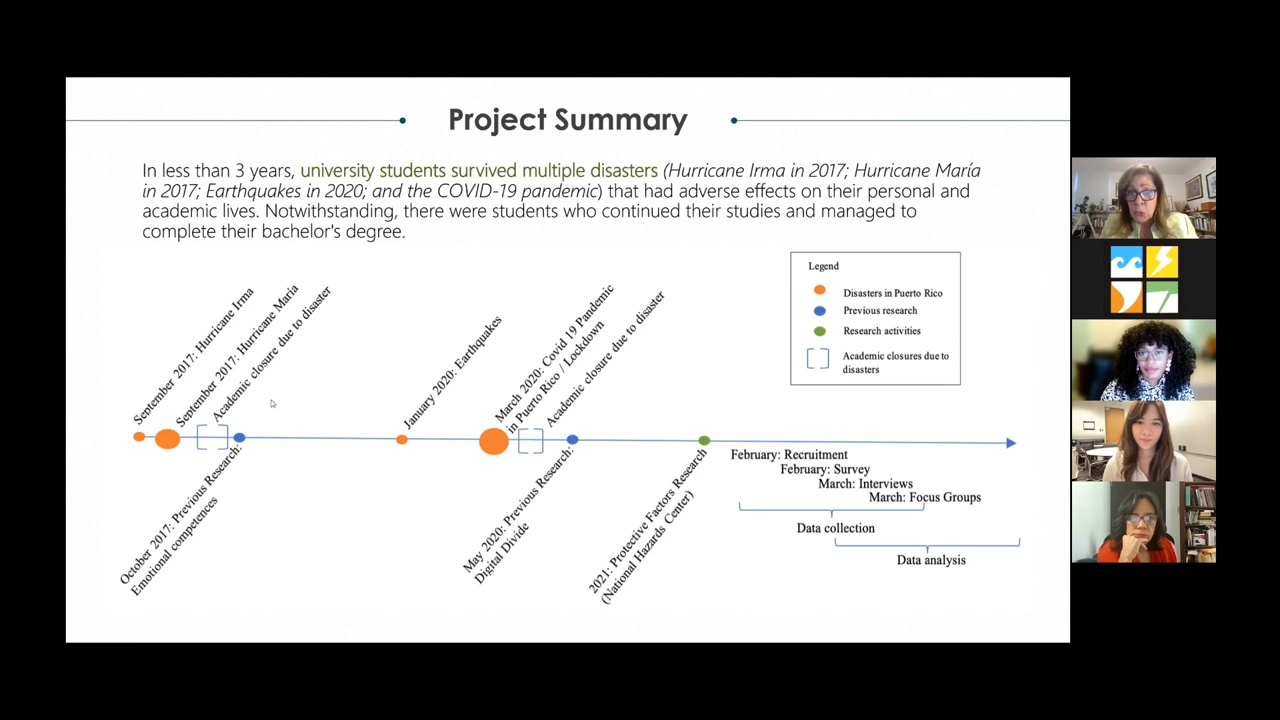 Project Summary
In less than 3 years, university students survived multiple disasters (Hurricane Irma in 2017; Hurricane María
in 2017; Earthquakes in 2020; and the COVID-19 pandemic) that had adverse effects on their personal and
academic lives. Notwithstanding, there were students who continued their studies and managed to
complete their bachelor's degree.
Legend
Disasters in Puerto Rico
Previous research
Research activities
Academic closures due to
disasters
September 2017: Hurricane Irma
September 2017: Hurricane Maria
Academic closure due to disaster
January 2020: Earthquakes
March 2020: Covid 19 Pandemic
in Puerto Rico / Lockdown
Academic closure due to disaster
October 2017: Previous Research:
Emotional competences
May 2020: Previous Research:
Digital Divide
2021: Protective Factors Research
(National Hazards Center)
February: Recruitment
February: Survey
March: Interviews
March: Focus Groups
Data collection
Data analysis